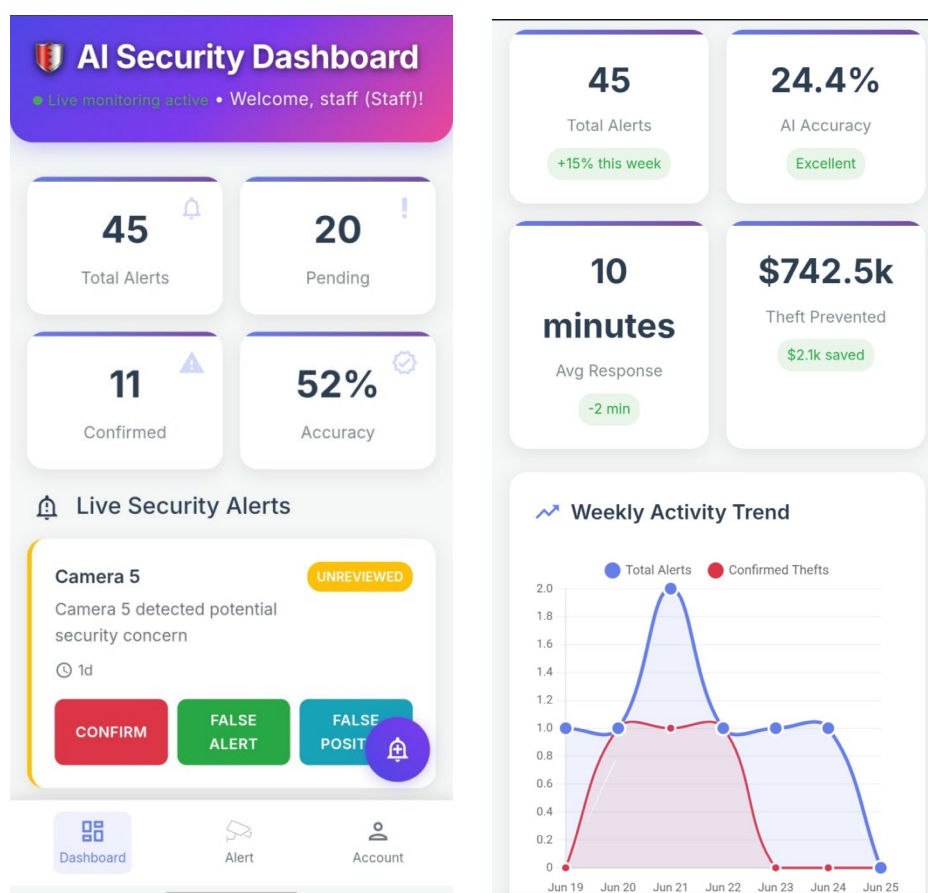 AI Security Dashboard
Live monitoring active • Welcome, staff (Staff)!
45
Total Alerts
20
Pending
11
Confirmed
52%
Accuracy
Live Security Alerts
Camera 5
UNREVIEWED
Camera 5 detected potential
security concern
1d
CONFIRM
FALSE
ALERT
FALSE
POSIT
Dashboard
Alert
Account
45
Total Alerts
+15% this week
24.4%
AI Accuracy
Excellent
10
minutes
Avg Response
-2 min
$742.5k
Theft Prevented
$2.1k saved
Weekly Activity Trend
Total Alerts Confirmed Thefts
2.0
1.8
1.6
1.4
1.2
1.0
0.8
0.6
0.4
0.2
0
Jun 19 Jun 20 Jun 21 Jun 22 Jun 23 Jun 24 Jun 25